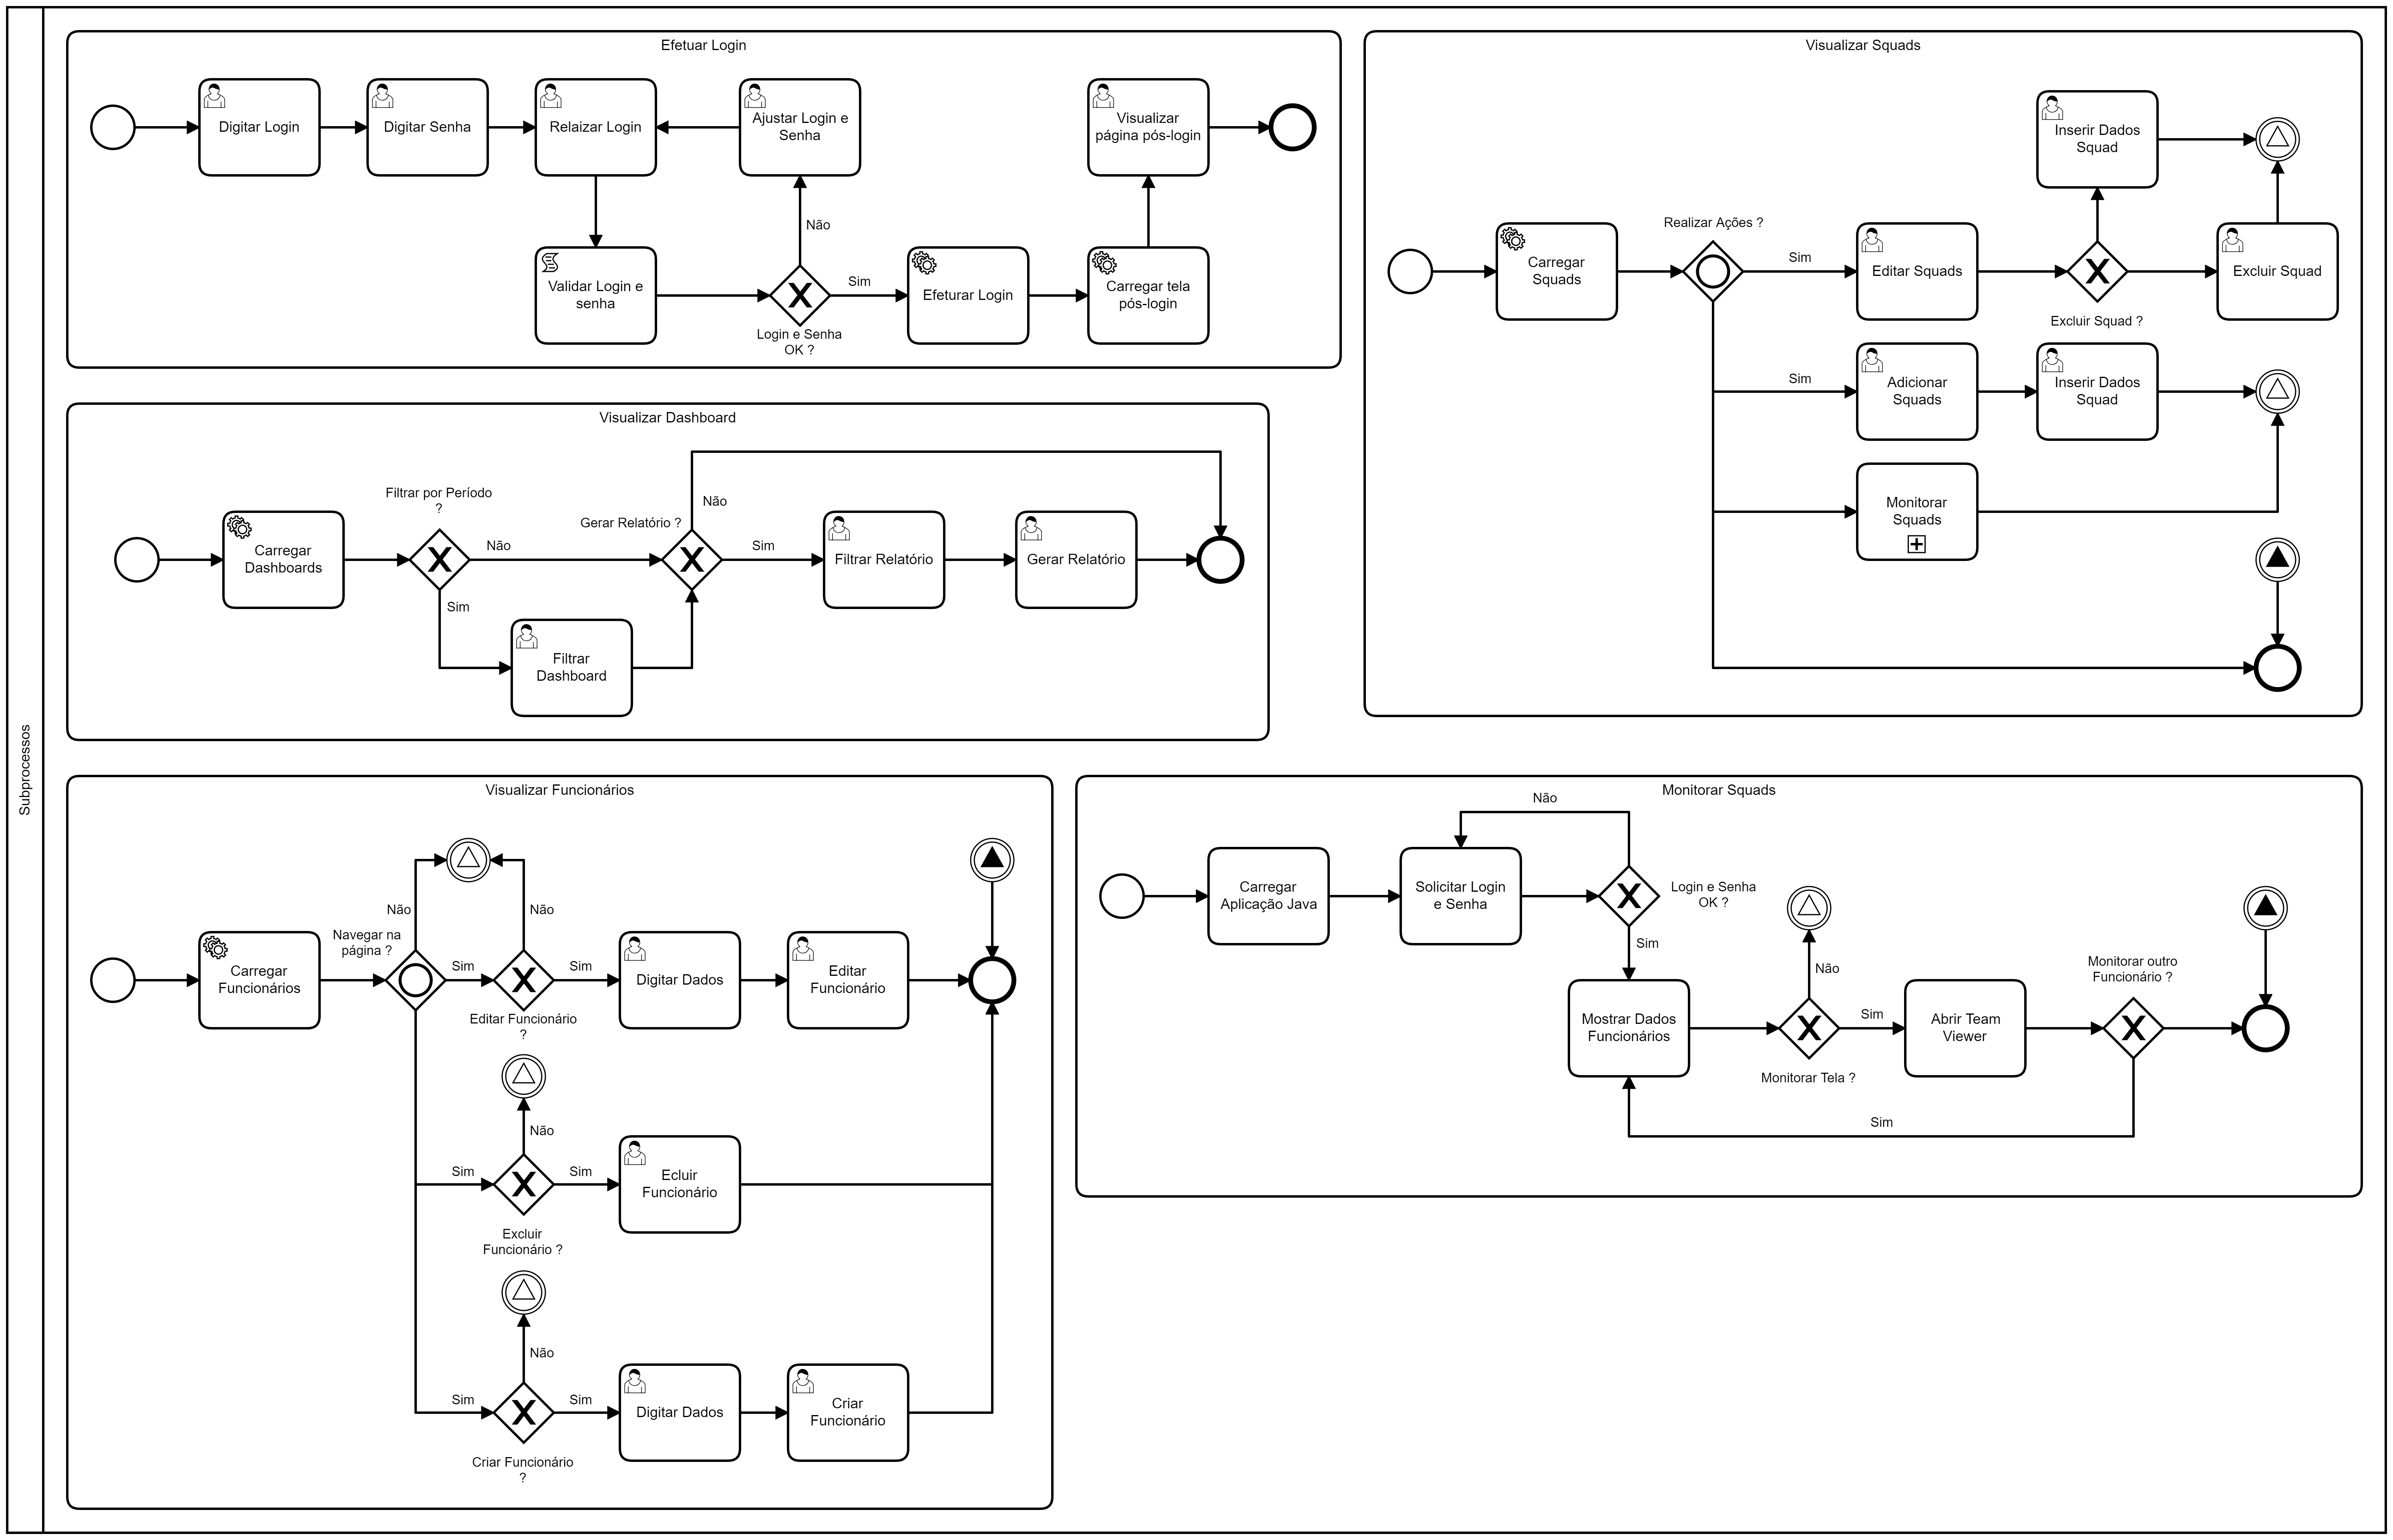 Subprocessos
Efetuar Login
Digitar Login
Digitar Senha
Relaizar Login
Ajustar Login e
Senha
Visualizar
página pós-login
Não
Validar Login e
senha
Login e Senha
OK ?
Sim
Efeturar Login
Carregar tela
pós-login
Visualizar Squads
Carregar
Squads
Realizar Ações ?
Sim
Editar Squads
Inserir Dados
Squad
Excluir Squad ?
Excluir Squad
Sim
Adicionar
Squads
Inserir Dados
Squad
Monitorar
Squads
Visualizar Dashboard
Carregar
Dashboards
Filtrar por Período
?
Não
Sim
Filtrar
Dashboard
Gerar Relatório ?
Não
Sim
Filtrar Relatório
Gerar Relatório
Visualizar Funcionários
Carregar
Funcionários
Navegar na
página ?
Não
Não
Sim
Editar Funcionário
?
Sim
Digitar Dados
Editar
Funcionário
Não
Sim
Excluir
Funcionário ?
Sim
Ecluir
Funcionário
Não
Sim
Criar Funcionário
?
Sim
Digitar Dados
Criar
Funcionário
Monitorar Squads
Carregar
Aplicação Java
Solicitar Login
e Senha
Não
Login e Senha
OK ?
Sim
Mostrar Dados
Funcionários
Não
Monitorar Tela ?
Sim
Abrir Team
Viewer
Monitorar outro
Funcionário ?
Sim